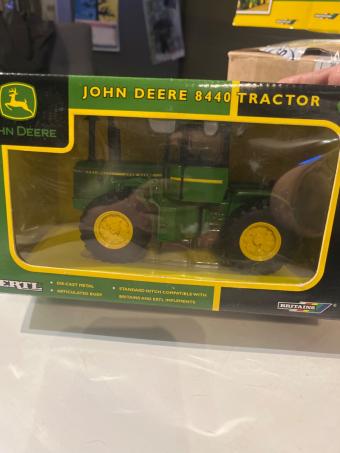 JOHN DEERE 8440 TRACTOR
HN DEERE
ERTL
• DIE-CAST METAL
• ARTICULATED BODY
• STANDARD HITCH COMPATIBLE WITH
BRITAINS AND ERTL IMPLEMENTS
BRITAINS